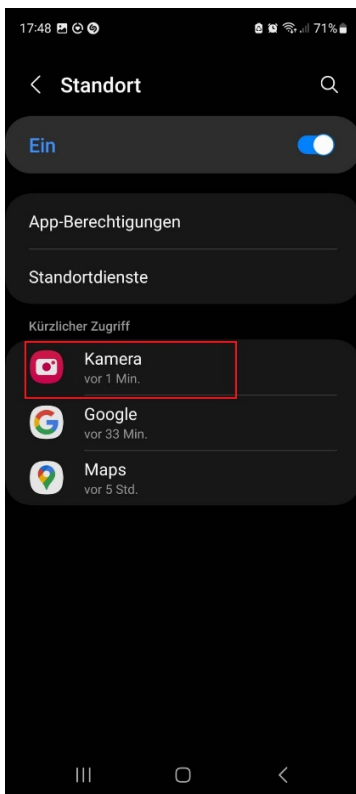 17:48 71%
Standort
Ein
App-Berechtigungen
Standortdienste
Kürzlicher Zugriff
Kamera
vor 1 Min.
Google
vor 33 Min.
Maps
vor 5 Std.